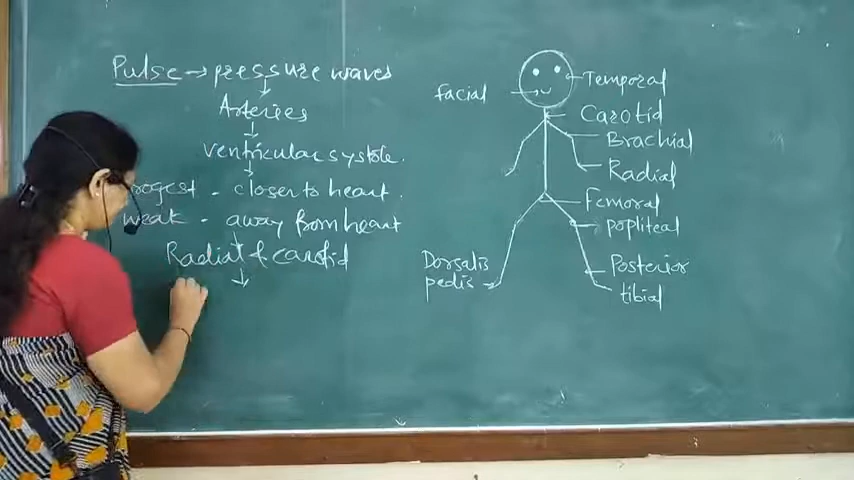 Pulse → pressure waves
Arteries
ventricular systole.
closer to heart.
weak - away from heart
Radial & carotid
facial
Temporal
Carotid
Brachial
Radial
Femoral
popliteal
Posterior
tibial
Dorsalis
pedis